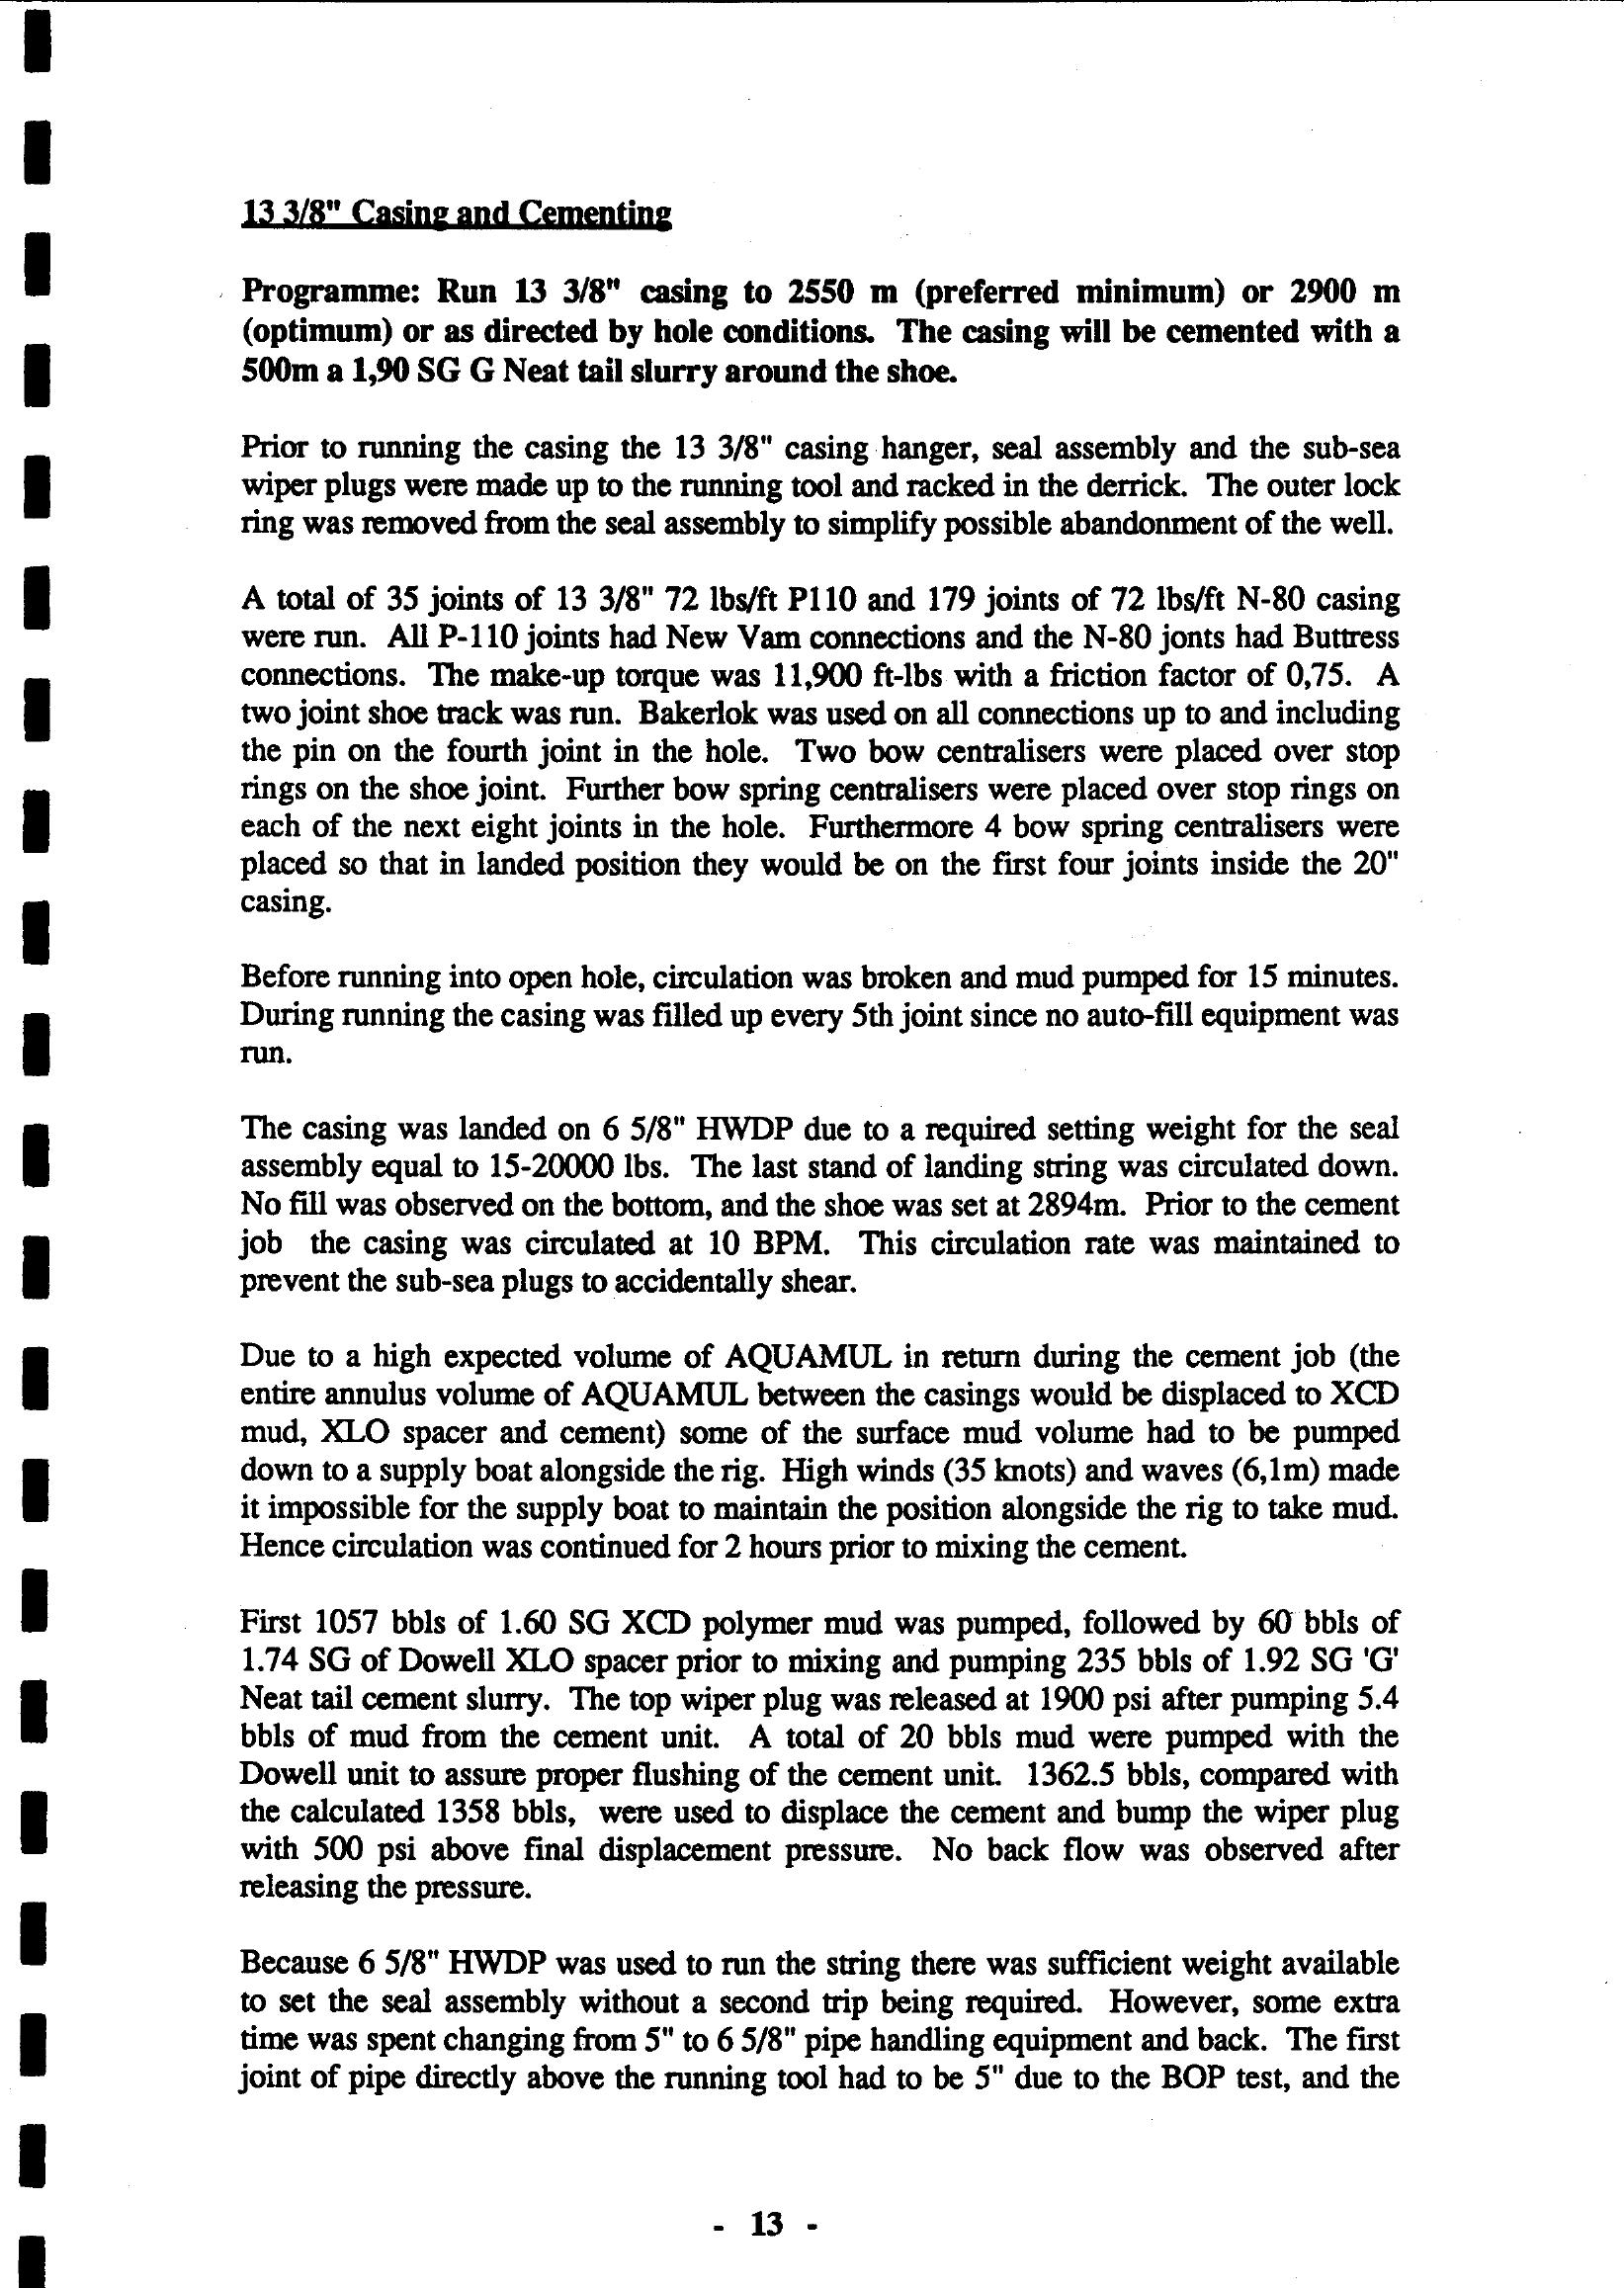 13 3/8" Casing and Cementing
Programme: Run 13 3/8" casing to 2550 m (preferred minimum) or 2900 m
(optimum) or as directed by hole conditions. The casing will be cemented with a
500m a 1,90 SG G Neat tail slurry around the shoe.
Prior to running the casing the 13 3/8" casing hanger, seal assembly and the sub-sea
wiper plugs were made up to the running tool and racked in the derrick. The outer lock
ring was removed from the seal assembly to simplify possible abandonment of the well.
A total of 35 joints of 13 3/8" 72 lbs/ft P110 and 179 joints of 72 lbs/ft N-80 casing
were run. All P-110 joints had New Vam connections and the N-80 jonts had Buttress
connections. The make-up torque was 11,900 ft-lbs with a friction factor of 0,75. A
two joint shoe track was run. Bakerlok was used on all connections up to and including
the pin on the fourth joint in the hole. Two bow centralisers were placed over stop
rings on the shoe joint. Further bow spring centralisers were placed over stop rings on
each of the next eight joints in the hole. Furthermore 4 bow spring centralisers were
placed so that in landed position they would be on the first four joints inside the 20"
casing.
Before running into open hole, circulation was broken and mud pumped for 15 minutes.
During running the casing was filled up every 5th joint since no auto-fill equipment was
run.
The casing was landed on 6 5/8" HWDP due to a required setting weight for the seal
assembly equal to 15-20000 lbs. The last stand of landing string was circulated down.
No fill was observed on the bottom, and the shoe was set at 2894m. Prior to the cement
job the casing was circulated at 10 BPM. This circulation rate was maintained to
prevent the sub-sea plugs to accidentally shear.
Due to a high expected volume of AQUAMUL in return during the cement job (the
entire annulus volume of AQUAMUL between the casings would be displaced to XCD
mud, XLO spacer and cement) some of the surface mud volume had to be pumped
down to a supply boat alongside the rig. High winds (35 knots) and waves (6,1m) made
it impossible for the supply boat to maintain the position alongside the rig to take mud.
Hence circulation was continued for 2 hours prior to mixing the cement.
First 1057 bbls of 1.60 SG XCD polymer mud was pumped, followed by 60 bbls of
1.74 SG of Dowell XLO spacer prior to mixing and pumping 235 bbls of 1.92 SG 'G'
Neat tail cement slurry. The top wiper plug was released at 1900 psi after pumping 5.4
bbls of mud from the cement unit. A total of 20 bbls mud were pumped with the
Dowell unit to assure proper flushing of the cement unit. 1362.5 bbls, compared with
the calculated 1358 bbls, were used to displace the cement and bump the wiper plug
with 500 psi above final displacement pressure. No back flow was observed after
releasing the pressure.
Because 6 5/8" HWDP was used to run the string there was sufficient weight available
to set the seal assembly without a second trip being required. However, some extra
time was spent changing from 5" to 6 5/8" pipe handling equipment and back. The first
joint of pipe directly above the running tool had to be 5" due to the BOP test, and the
- 13 -